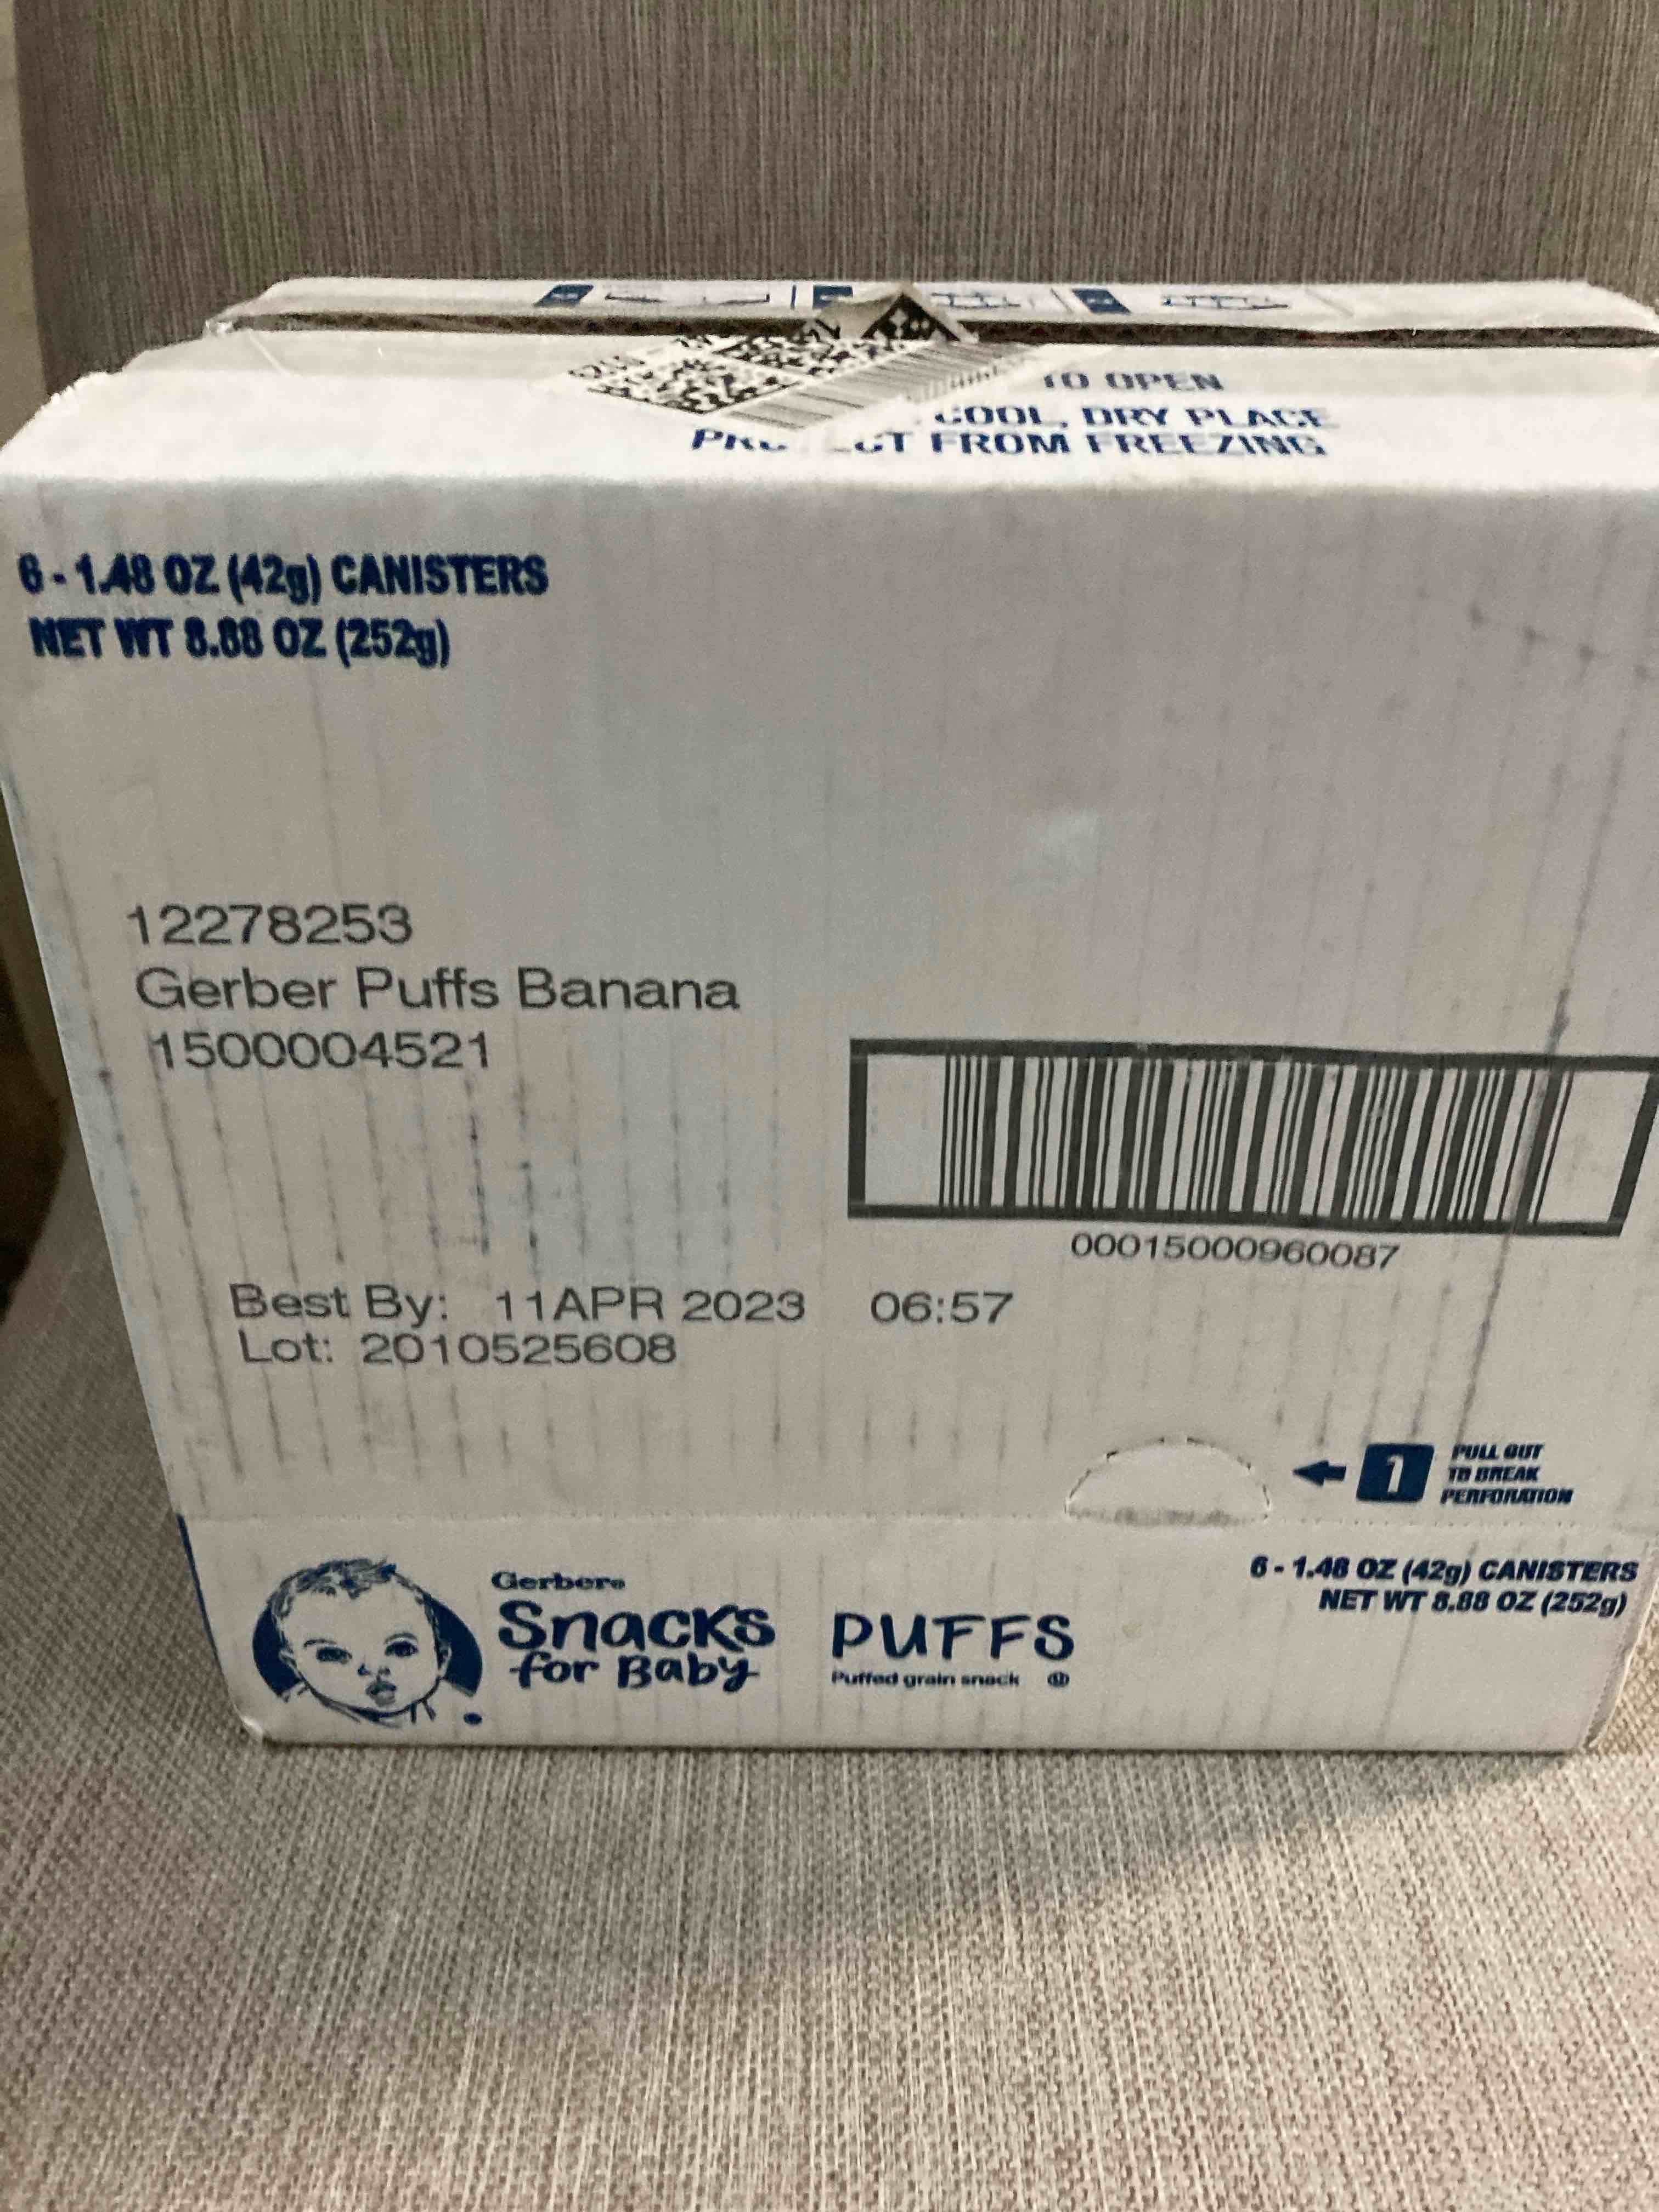 TO OPEN
COOL, DRY PLACE
FROM FREEZING
6 - 1.48 OZ (42g) CANISTERS
NET WT 8.88 OZ (252g)
12278253
Gerber Puffs Banana
1500004521
00015000960087
Best By: 11APR 2023 06:57
Lot: 2010525608
1
PULL OUT
TO BREAK
PERFORATION
6 - 1.48 OZ (42g) CANISTERS
NET WT 8.88 OZ (252g)
Gerber®
Snacks
for Baby
PUFFS
Puffed grain snack